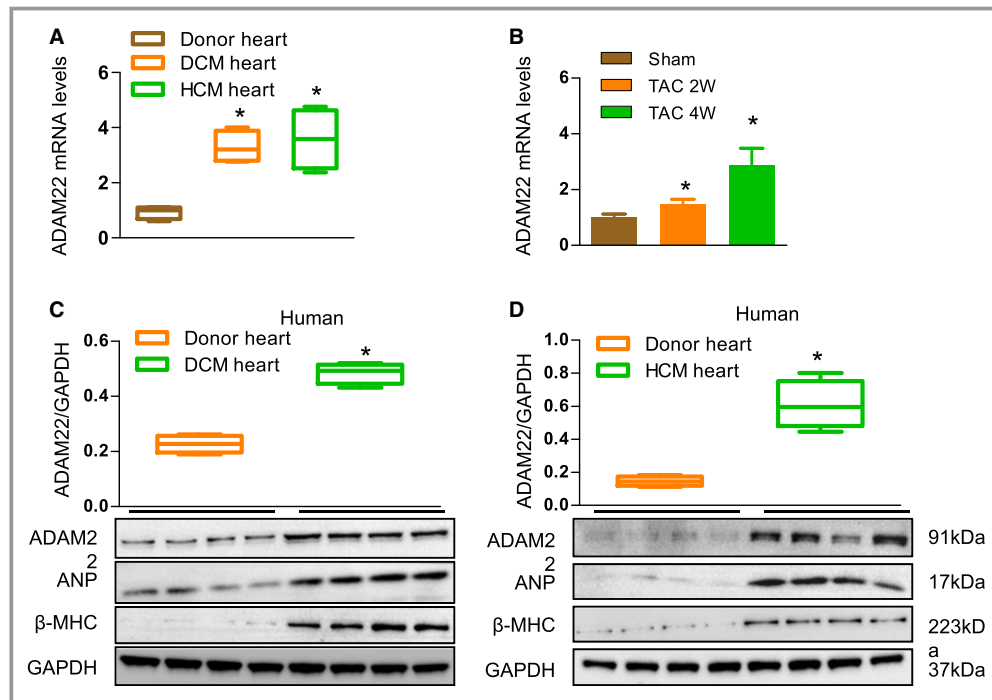 A
Donor heart
DCM heart
HCM heart
ADAM22 mRNA levels
6
4
2
0
*
*
B
Sham
TAC 2W
TAC 4W
ADAM22 mRNA levels
6
4
2
0
*
*
C
Human
Donor heart
DCM heart
ADAM22/GAPDH
0.6
0.4
0.2
0.0
*
ADAM2
2
ANP
β-MHC
GAPDH
D
Human
Donor heart
HCM heart
ADAM22/GAPDH
1.0
0.8
0.6
0.4
0.2
0.0
*
ADAM2
2
ANP
β-MHC
GAPDH
91kDa
17kDa
223kD
a
37kDa